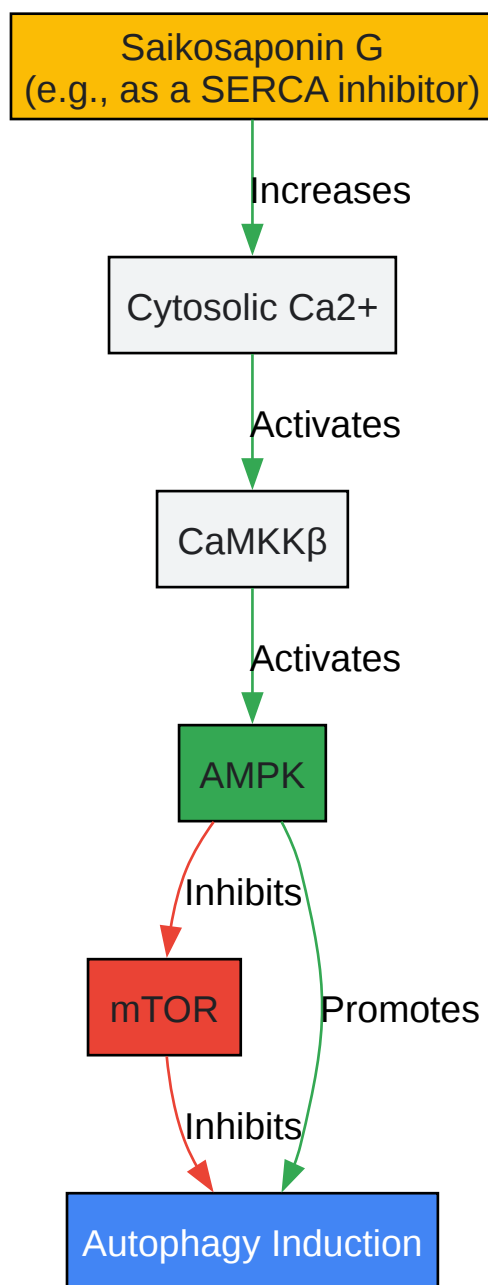 Saikosaponin G
(e.g., as a SERCA inhibitor)
Increases
Cytosolic Ca2+
Activates
CaMKKβ
Activates
AMPK
Inhibits
mTOR
Promotes
Inhibits
Autophagy Induction